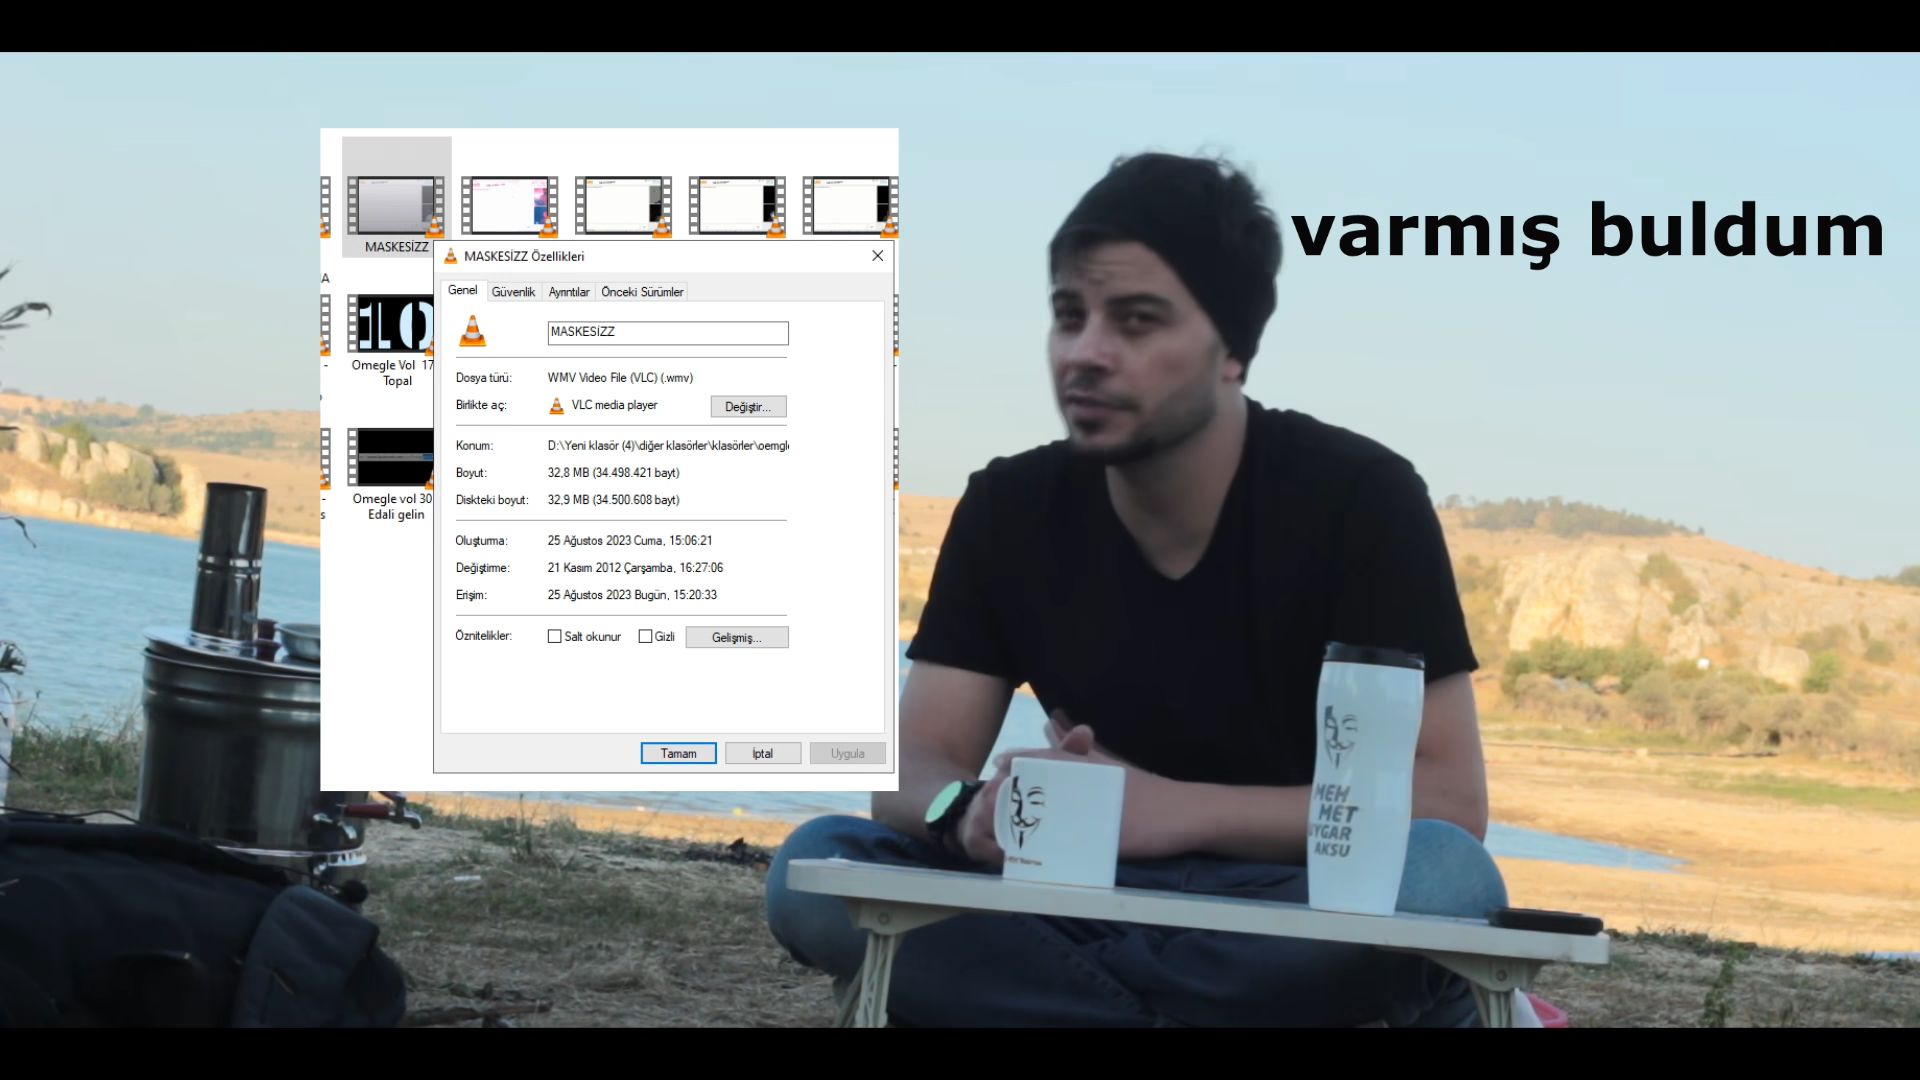 varmış buldum
MASKESİZZ
A
-
Omegle Vol 17
Topal
-
Omegle vol 30
s
Edali gelin
MASKESİZZ Özellikleri
Genel
Güvenlik
Ayrıntılar
Önceki Sürümler
MASKESİZZ
Dosya türü: WMV Video File (VLC) (.wmv)
Birlikte aç: VLC media player
Değiştir...
Konum: D:\Yeni klasör (4)\diğer klasörler\klasörler\oemgle
Boyut: 32,8 MB (34.498.421 bayt)
Diskteki boyut: 32,9 MB (34.500.608 bayt)
Oluşturma: 25 Ağustos 2023 Cuma, 15:06:21
Değiştirme: 21 Kasım 2012 Çarşamba, 16:27:06
Erişim: 25 Ağustos 2023 Bugün, 15:20:33
Öznitelikler: Salt okunur Gizli Gelişmiş...
Tamam İptal Uygula
MEH
MET
UYGAR
AKSU